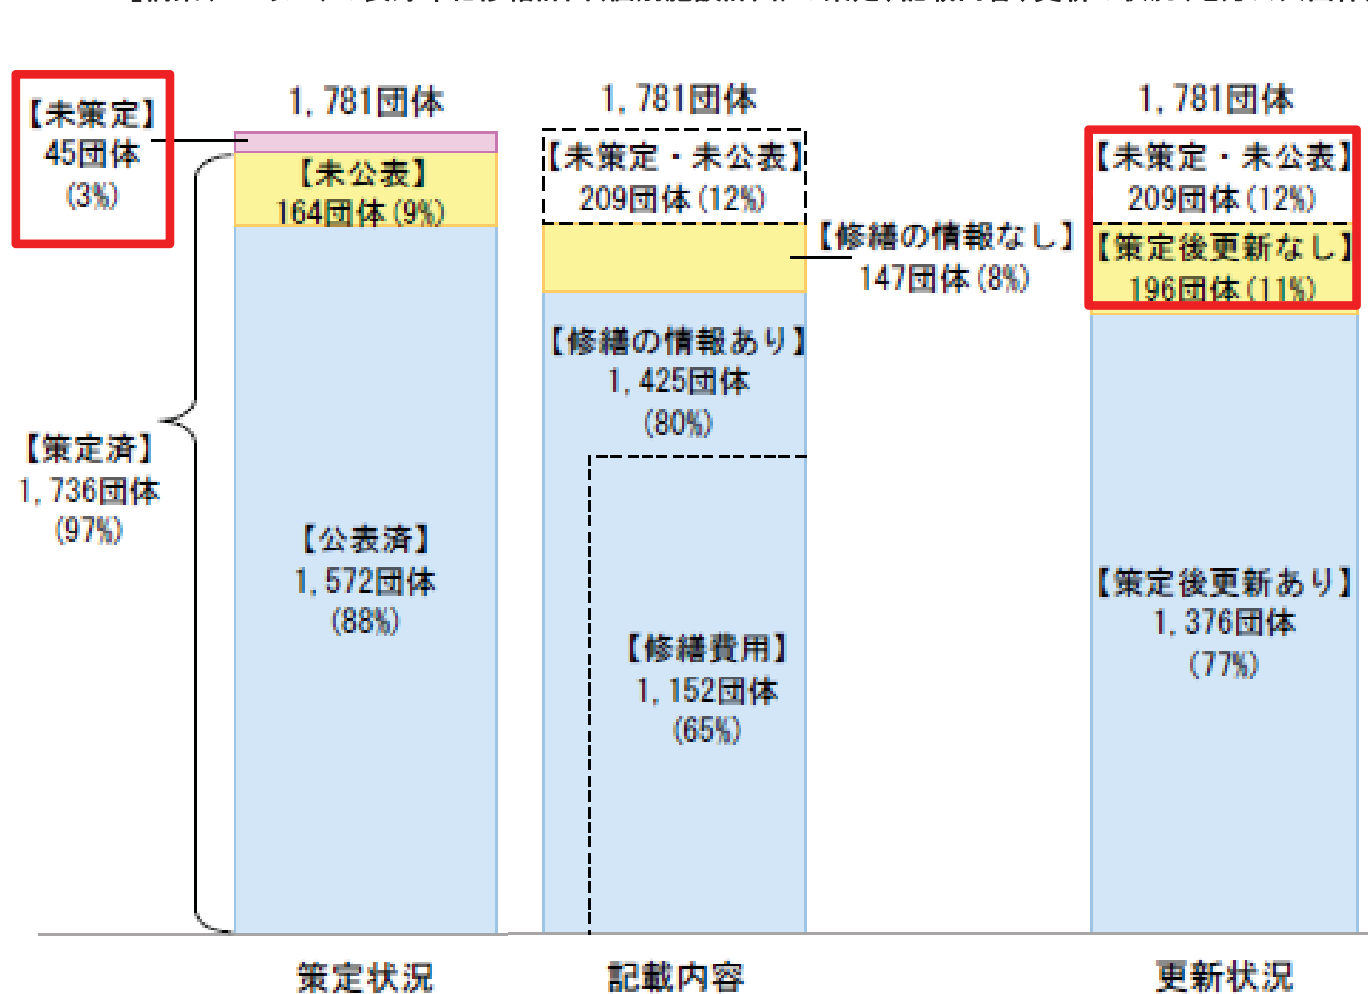 1,781団体
1,781団体
1,781団体
【未策定】
45団体
(3%)
【未公表】
164団体(9%)
【策定済】
1,736団体
(97%)
【公表済】
1,572団体
(88%)
【未策定・未公表】
209団体(12%)
【修繕の情報なし】
147団体(8%)
【修繕の情報あり】
1,425団体
(80%)
【修繕費用】
1,152団体
(65%)
【未策定・未公表】
209団体(12%)
【策定後更新なし】
196団体(11%)
【策定後更新あり】
1,376団体
(77%)
策定状況
記載内容
更新状況